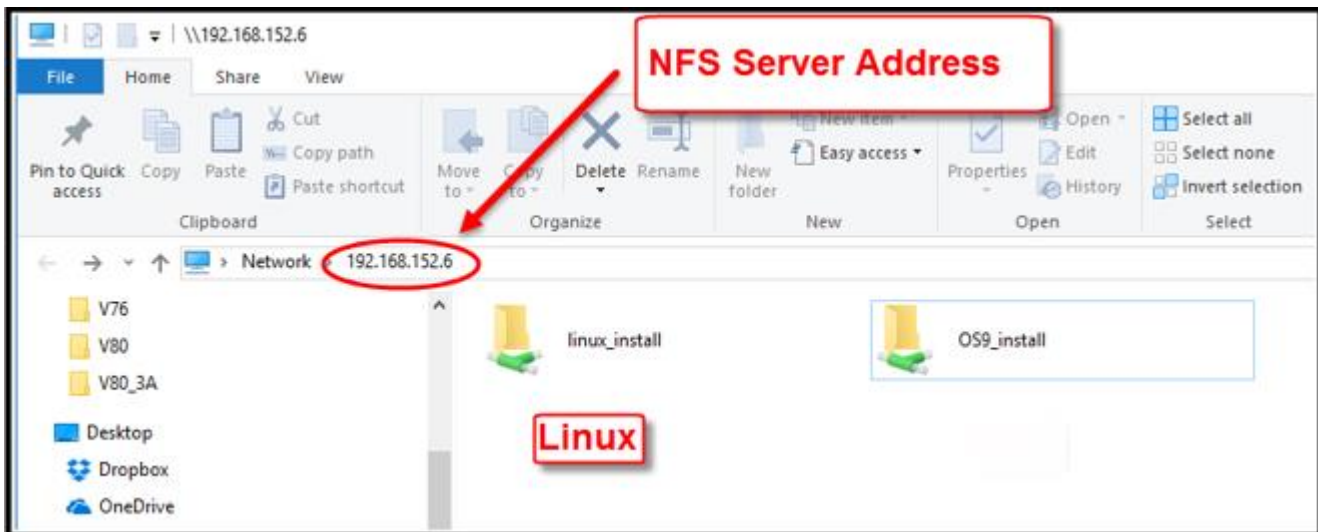 \\192.168.152.6
NFS Server Address
File Home Share View
Pin to Quick access
Copy
Paste
Cut
Copy path
Paste shortcut
Clipboard
Move to
Copy to
Delete
Rename
Organize
New folder
New item
Easy access
New
Properties
Open
Edit
History
Open
Select all
Select none
Invert selection
Select
Network 192.168.152.6
V76
V80
V80_3A
Desktop
Dropbox
OneDrive
linux_install
OS9_install
Linux